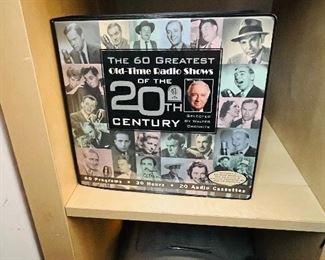 The 60 Greatest
Old-Time Radio Shows
of the
20th
Selected
By Walter
Cronkite
Century
60 Programs • 30 Hours • 20 Audio Cassettes